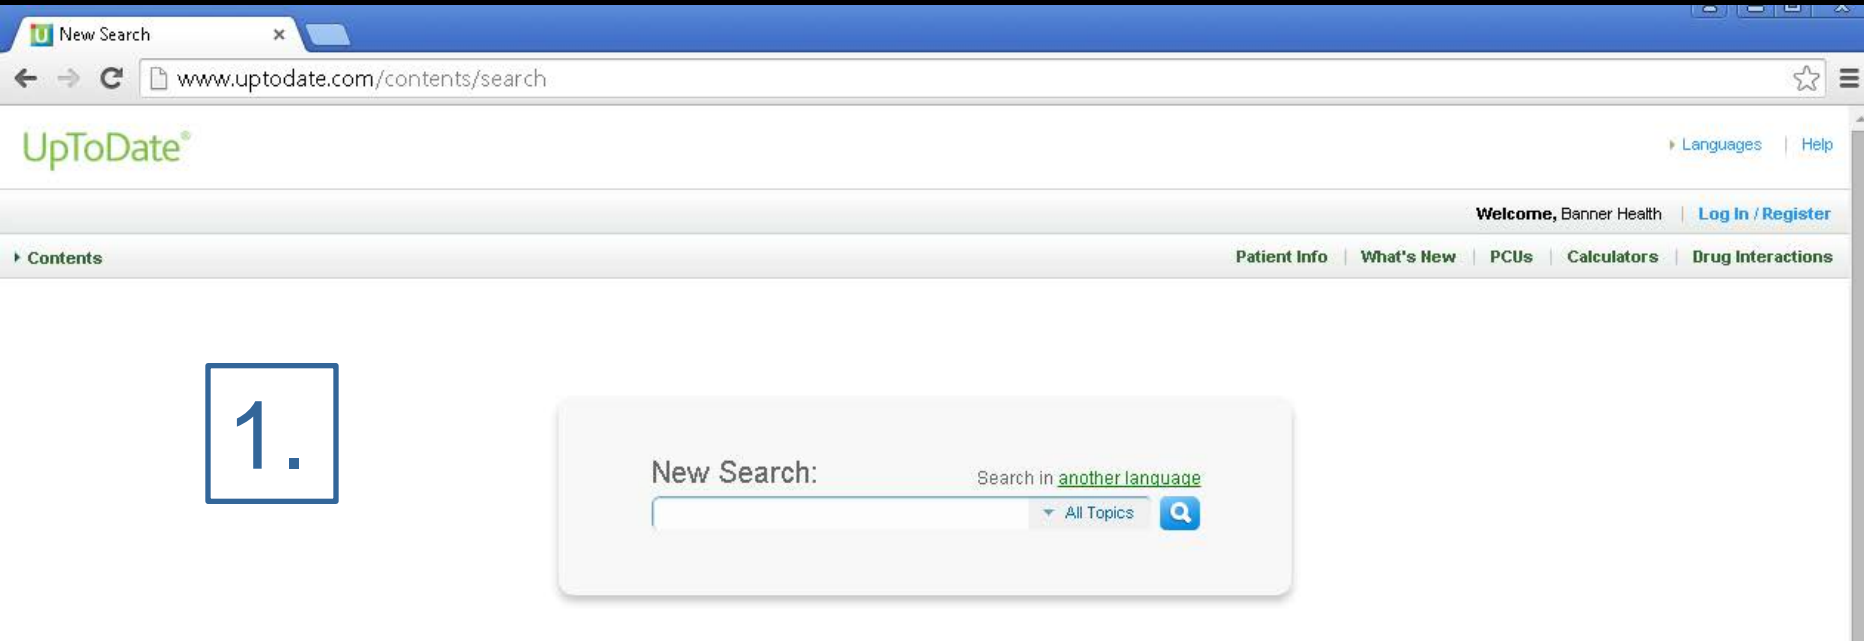 New Search
www.uptodate.com/contents/search
UpToDate®
Languages | Help
Welcome, Banner Health | Log In / Register
Contents
Patient Info | What's New | PCUs | Calculators | Drug Interactions
1.
New Search:
Search in another language
All Topics